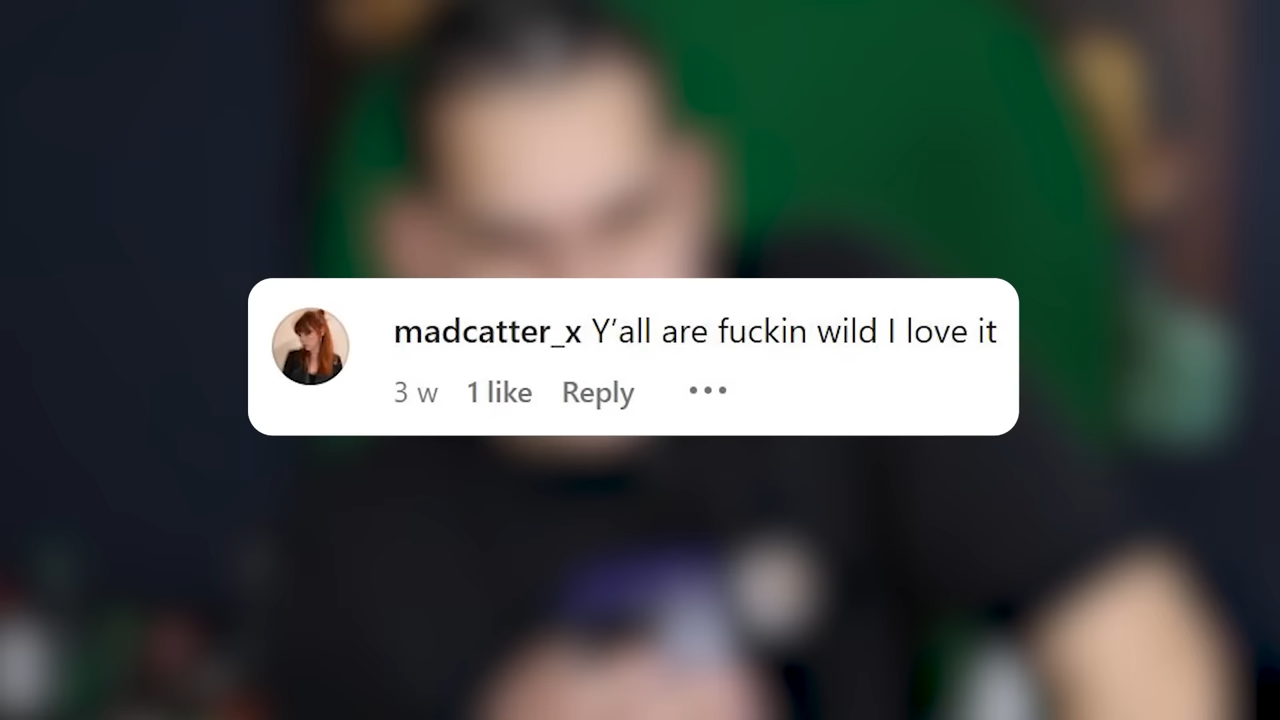 madcatter_x Y’all are fuckin wild I love it
3 w 1 like Reply •••